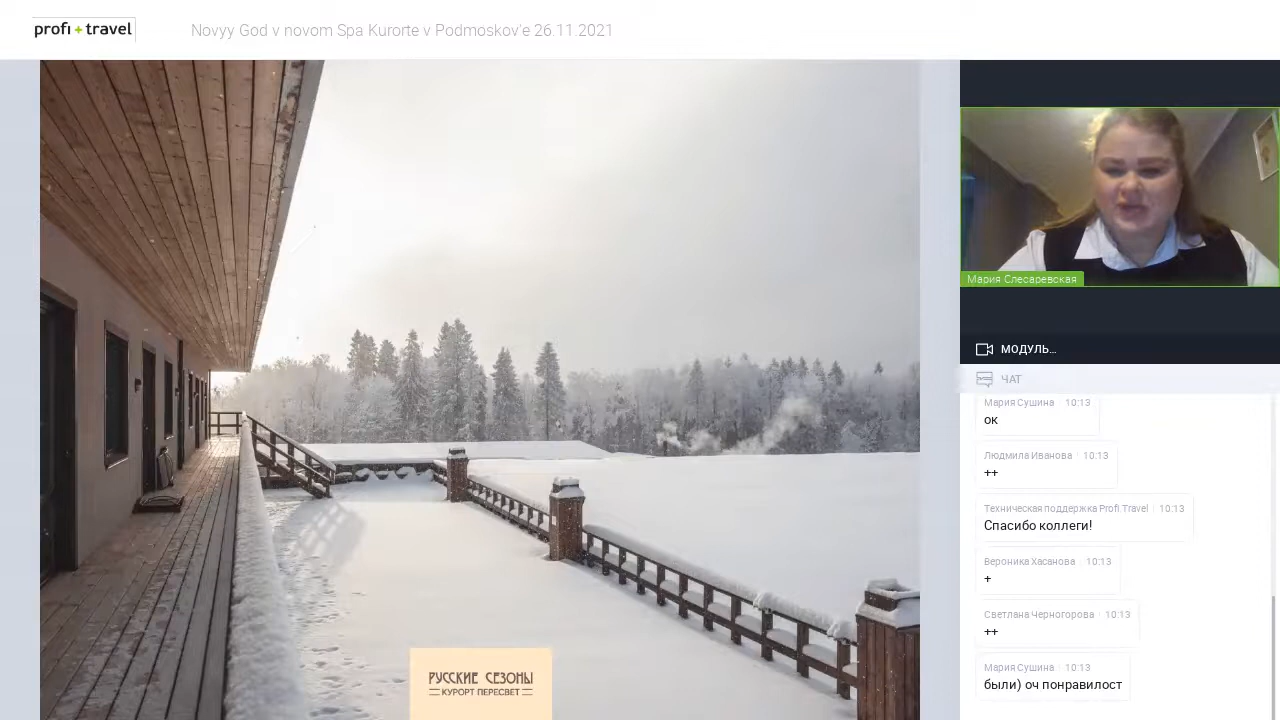 profi + travel
Novyy God v novom Spa Kurorte v Podmoskov'e 26.11.2021
РУССКИЕ СЕЗОНЫ
КУРОРТ ПЕРЕСВЕТ
Мария Слесаревская
МОДУЛЬ...
ЧАТ
Мария Сушина 10:13
ок
Людмила Иванова 10:13
++
Техническая поддержка Profi.Travel 10:13
Спасибо коллеги!
Вероника Хасанова 10:13
+
Светлана Черногорова 10:13
++
Мария Сушина 10:13
были) оч понравилост